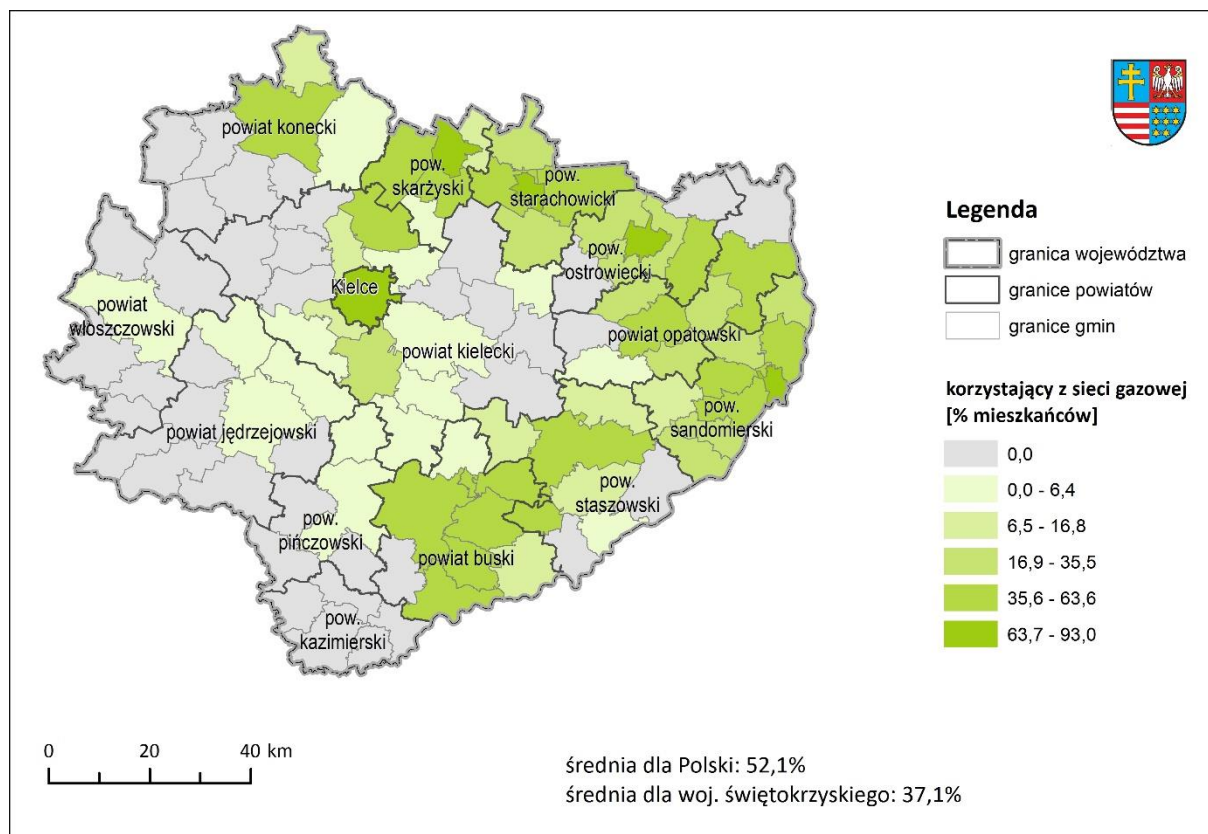 powiat konecki
pow.
skarżyski
pow.
starachowicki
pow.
ostrowiecki
Kielce
powiat
włoszczowski
powiat kielecki
powiat opatowski
powiat jędrzejowski
pow.
sandomierski
pow.
staszowski
pow.
pińczowski
powiat buski
pow.
kazimierski
Legenda
granica województwa
granice powiatów
granice gmin
korzystający z sieci gazowej
[% mieszkańców]
0,0
0,0 - 6,4
6,5 - 16,8
16,9 - 35,5
35,6 - 63,6
63,7 - 93,0
0 20 40 km
średnia dla Polski: 52,1%
średnia dla woj. świętokrzyskiego: 37,1%